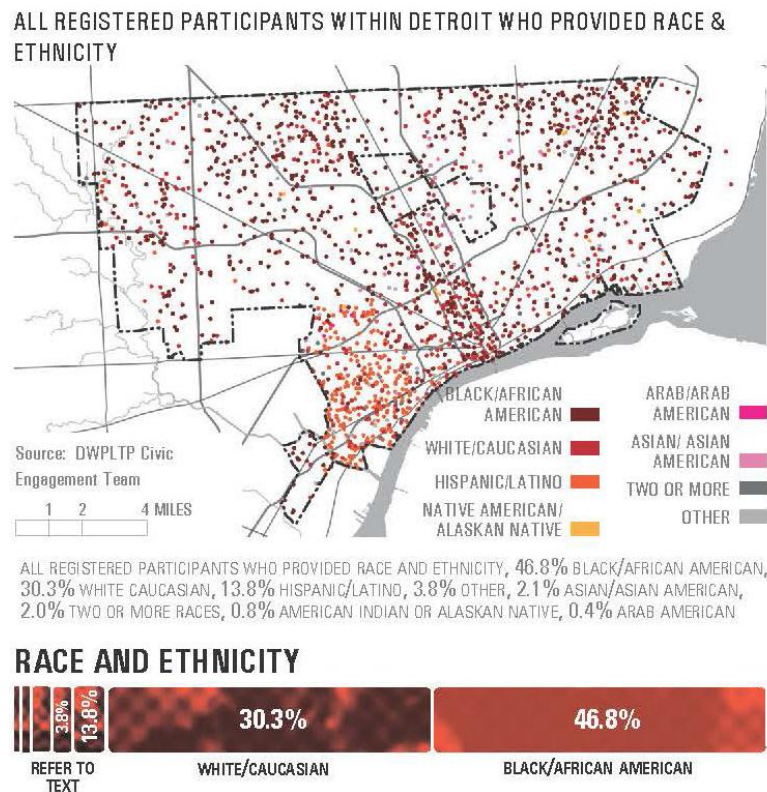 ALL REGISTERED PARTICIPANTS WITHIN DETROIT WHO PROVIDED RACE &
ETHNICITY
BLACK/AFRICAN
AMERICAN
WHITE/CAUCASIAN
HISPANIC/LATINO
NATIVE AMERICAN/
ALASKAN NATIVE
ARAB/ARAB
AMERICAN
ASIAN/ ASIAN
AMERICAN
TWO OR MORE
OTHER
Source: DWPLTP Civic
Engagement Team
1 2 4 MILES
ALL REGISTERED PARTICIPANTS WHO PROVIDED RACE AND ETHNICITY, 46.8% BLACK/AFRICAN AMERICAN,
30.3% WHITE CAUCASIAN, 13.8% HISPANIC/LATINO, 3.8% OTHER, 2.1% ASIAN/ASIAN AMERICAN,
2.0% TWO OR MORE RACES, 0.8% AMERICAN INDIAN OR ALASKAN NATIVE, 0.4% ARAB AMERICAN
RACE AND ETHNICITY
3.8%
13.8%
30.3%
46.8%
REFER TO
TEXT
WHITE/CAUCASIAN
BLACK/AFRICAN AMERICAN